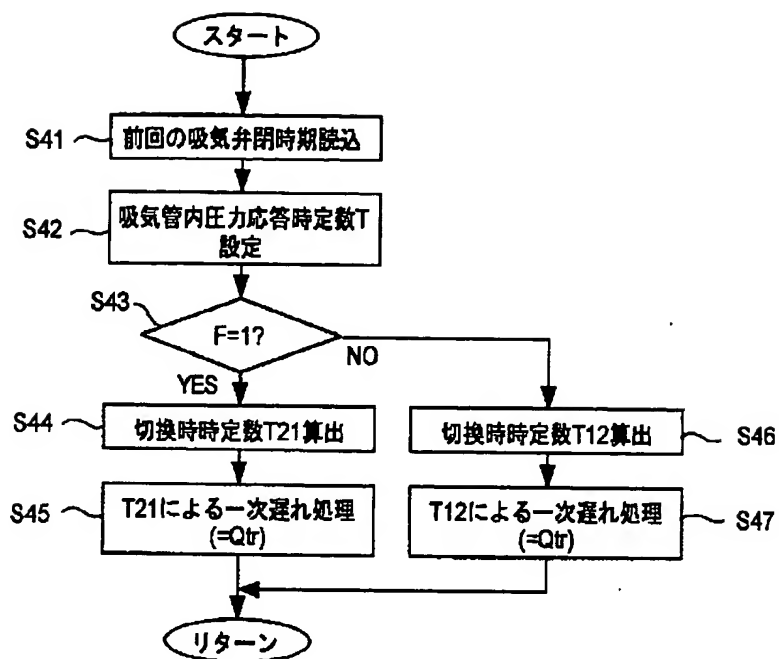 スタート
S41
前回の吸気弁閉時期読込
S42
吸気管内圧力応答時定数T
設定
S43
F=1?
NO
YES
S44
切換時時定数T21算出
切換時時定数T12算出
S46
S45
T21による一次遅れ処理
(=Qtr)
T12による一次遅れ処理
(=Qtr)
S47
リターン